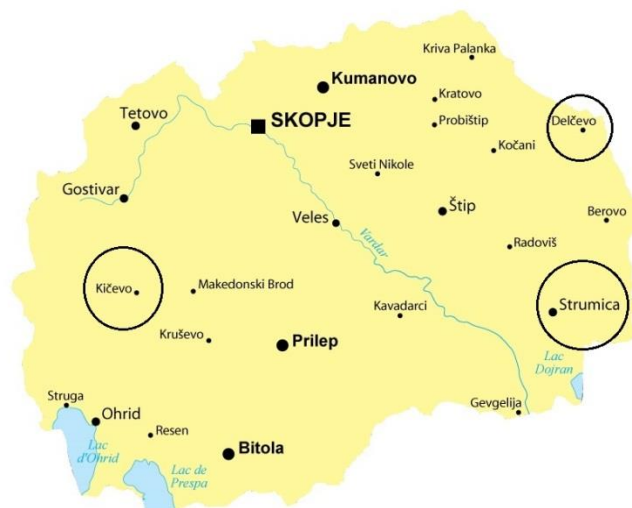 Kriva Palanka
Kumanovo
Kratovo
Tetovo
SKOPJE
Probištip
Delčevo
Kočani
Sveti Nikole
Gostivar
Štip
Berovo
Veles
Vardar
Radoviš
Kičevo
Makedonski Brod
Strumica
Kavadarci
Kruševo
Prilep
Lac
Dojran
Struga
Gevgelija
Ohrid
Resen
Bitola
Lac
d'Ohrid
Lac de
Prespa